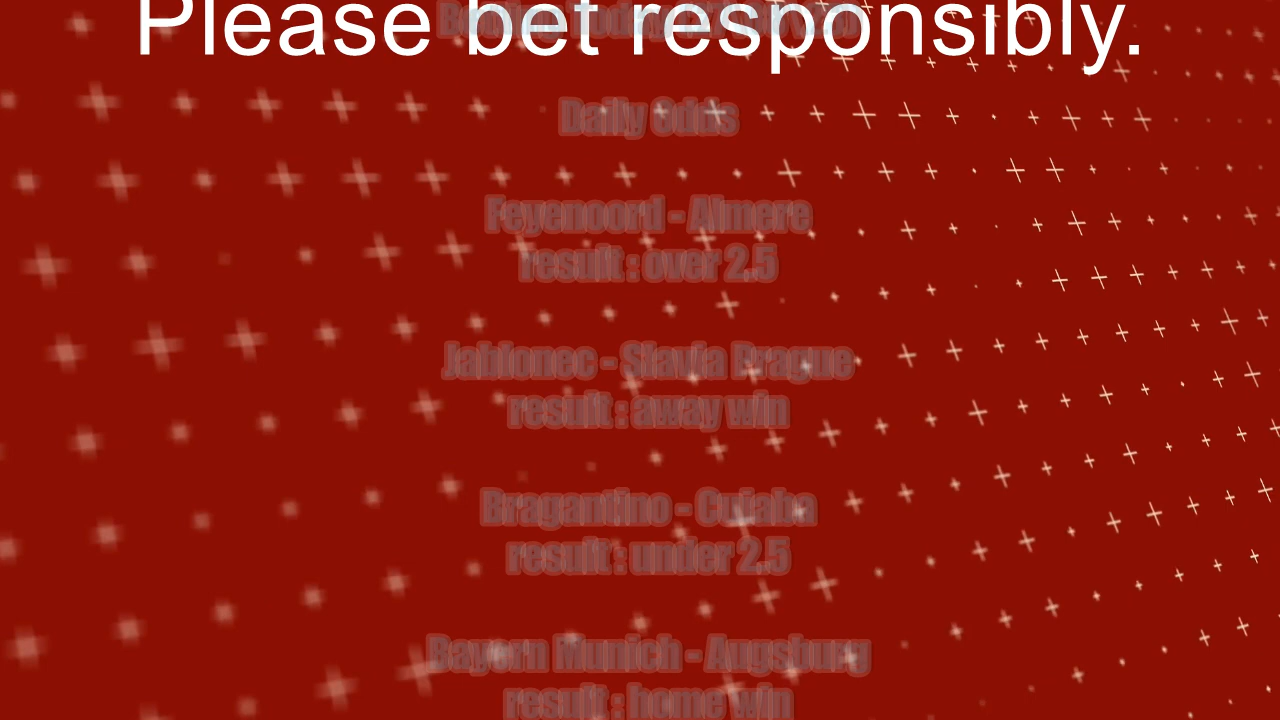 Please bet responsibly.
Daily odds
Feyenoord - Almere
result : over 2.5
Jablonec - Slavia Prague
result : away win
Bragantino - Cuiaba
result : under 2.5
Bayern Munich - Augsburg
result : home win